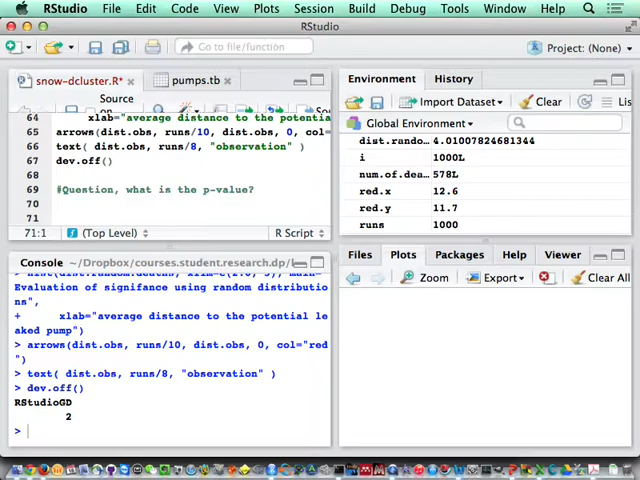 RStudio File Edit Code View Plots Session Build Debug Tools Window Help
RStudio
Go to file/function
Project: (None)
snow-dcluster.R* pumps.tb
Source on Save
Run
Source
64 xlab="average distance to the potentia
65 arrows(dist.obs, runs/10, dist.obs, 0, col=
66 text( dist.obs, runs/8, "observation" )
67 dev.off()
68
69 #Question, what is the p-value?
70
71
71:1 (Top Level) R Script
Console ~/Dropbox/courses.student.research.dp/
Evaluation of signifance using random distributio
ns",
+ xlab="average distance to the potential le
aked pump")
> arrows(dist.obs, runs/10, dist.obs, 0, col="red
")
> text( dist.obs, runs/8, "observation" )
> dev.off()
RStudioGD
2
>
Environment History
Import Dataset Clear Lis
Global Environment
dist.rando… 4.01007824681344
i 1000L
num.of.dea… 578L
red.x 12.6
red.y 11.7
runs 1000
Files Plots Packages Help Viewer
Zoom Export Clear All